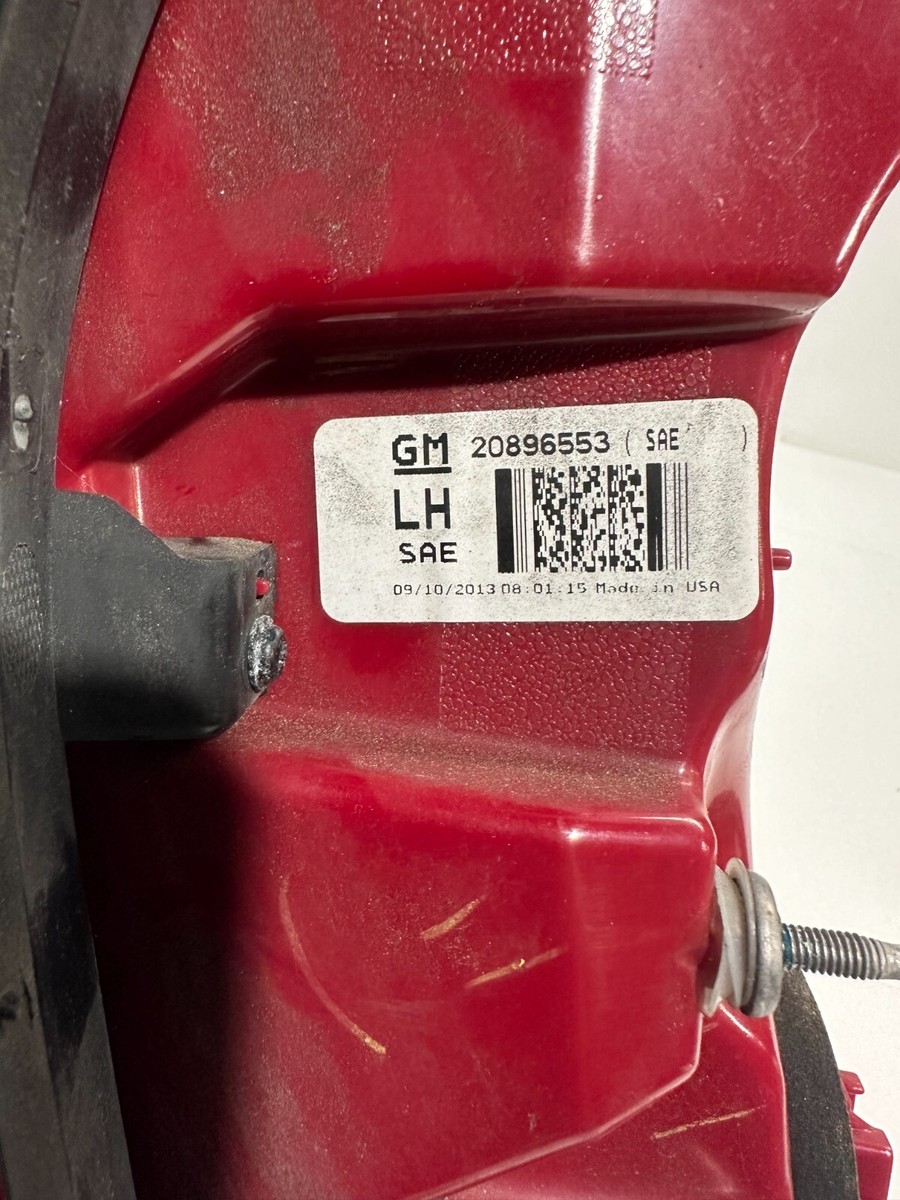 GM 20896553 ( SAE )
LH
SAE
09/10/2013 08:01:15 Made in USA